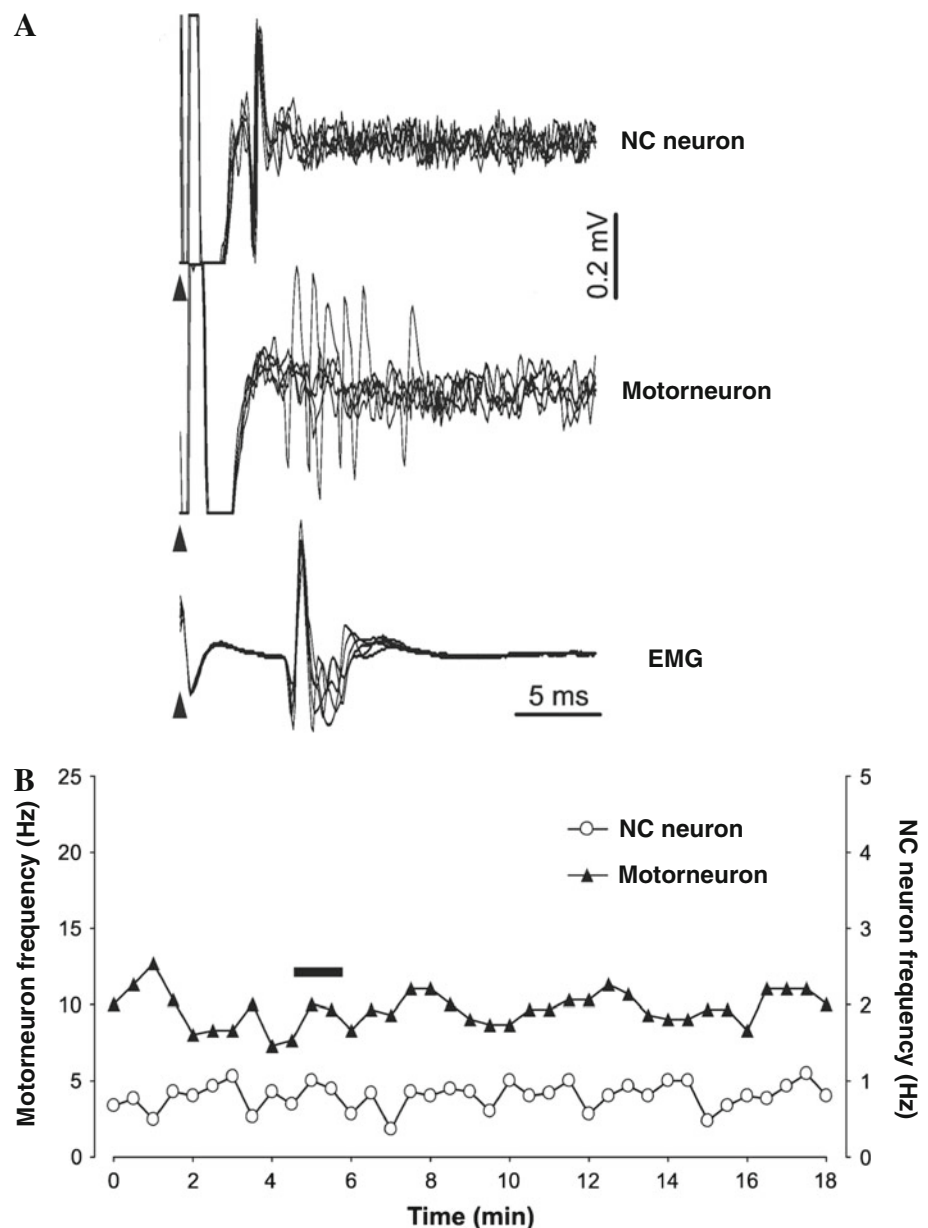 A
NC neuron
0.2 mV
Motorneuron
EMG
5 ms
B
Motorneuron frequency (Hz)
25
20
15
10
5
0
NC neuron
Motorneuron
5
4
3
2
1
0
NC neuron frequency (Hz)
0 2 4 6 8 10 12 14 16 18
Time (min)